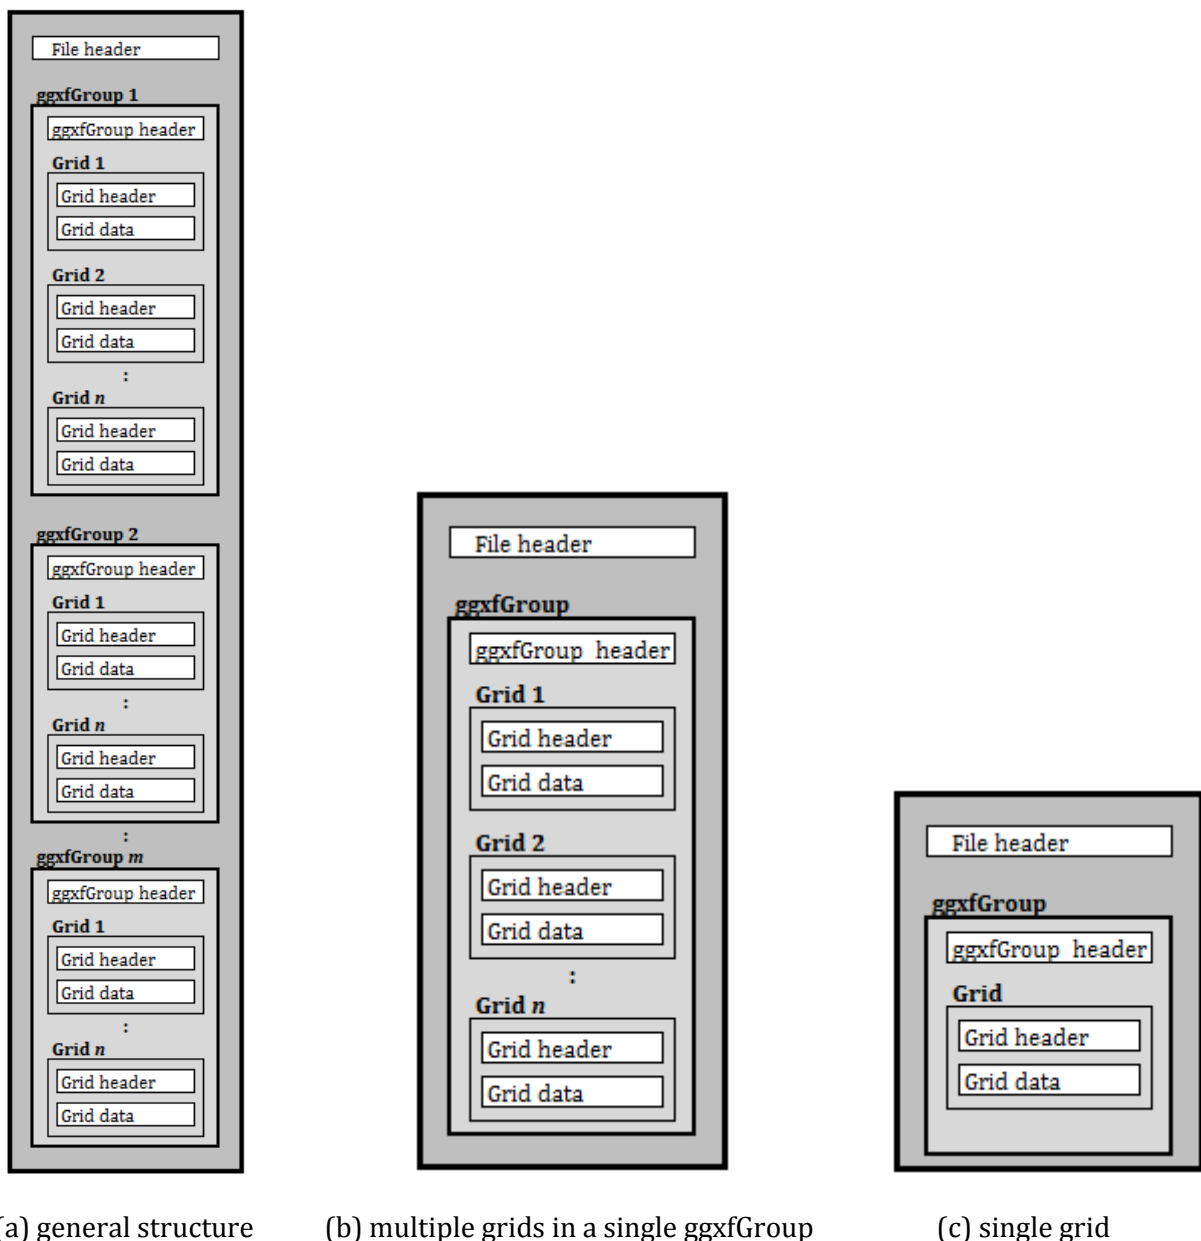 File header
ggxfGroup 1
ggxfGroup header
Grid 1
Grid header
Grid data
Grid 2
Grid header
Grid data
:
Grid n
Grid header
Grid data
ggxfGroup 2
ggxfGroup header
Grid 1
Grid header
Grid data
:
Grid n
Grid header
Grid data
:
ggxfGroup m
ggxfGroup header
Grid 1
Grid header
Grid data
:
Grid n
Grid header
Grid data
(a) general structure
File header
ggxfGroup
ggxfGroup header
Grid 1
Grid header
Grid data
Grid 2
Grid header
Grid data
:
Grid n
Grid header
Grid data
(b) multiple grids in a single ggxfGroup
File header
ggxfGroup
ggxfGroup header
Grid
Grid header
Grid data
(c) single grid